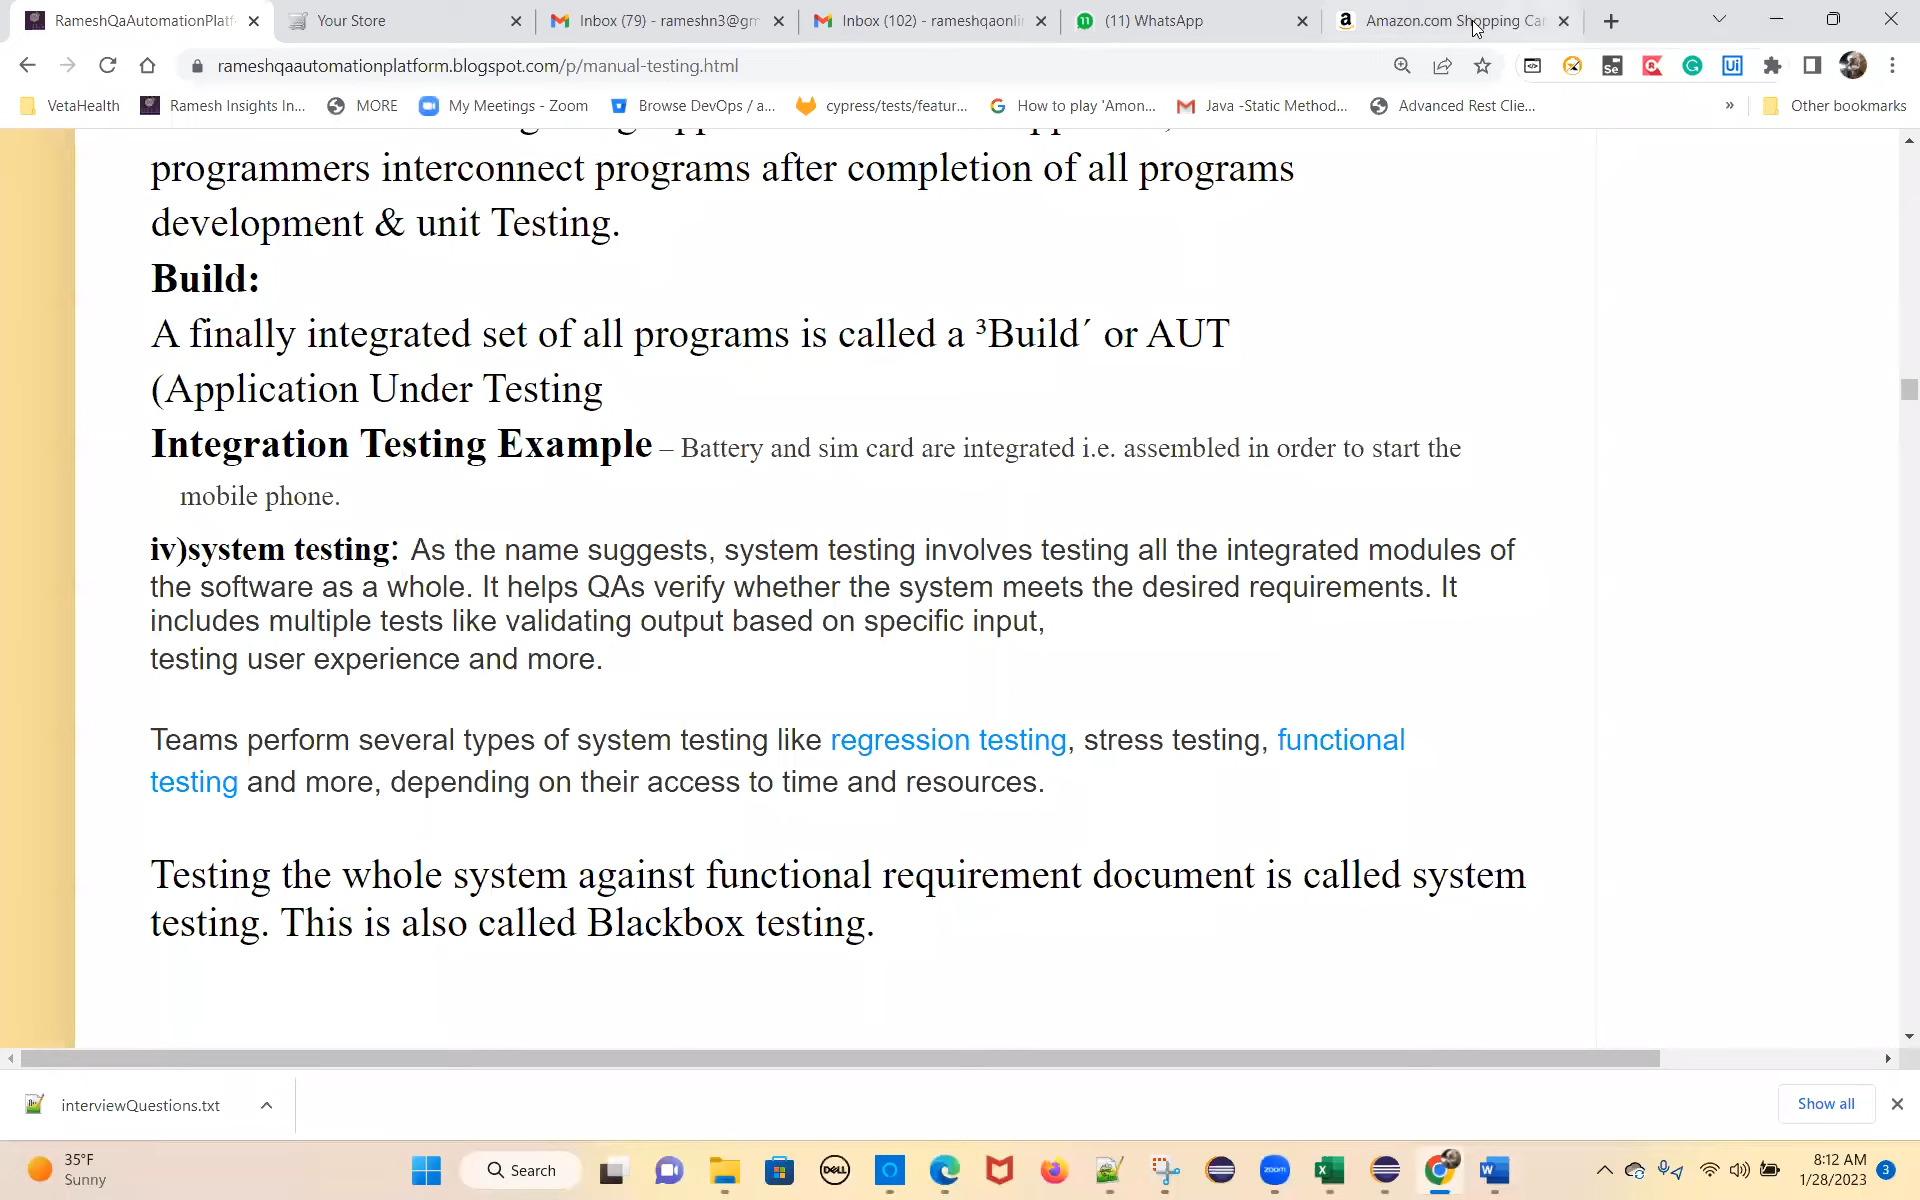 RameshQaAutomationPlatf
Your Store
Inbox (79) - rameshn3@gm
Inbox (102) - rameshqaonli
(11) WhatsApp
Amazon.com Shopping Car
rameshqaautomationplatform.blogspot.com/p/manual-testing.html
VetaHealth
Ramesh Insights In...
MORE
My Meetings - Zoom
Browse DevOps / a...
cypress/tests/featur...
How to play 'Amon...
Java -Static Method...
Advanced Rest Clie...
»
Other bookmarks
programmers interconnect programs after completion of all programs
development & unit Testing.
Build:
A finally integrated set of all programs is called a ³Build´ or AUT
(Application Under Testing
Integration Testing Example – Battery and sim card are integrated i.e. assembled in order to start the
mobile phone.
iv)system testing: As the name suggests, system testing involves testing all the integrated modules of
the software as a whole. It helps QAs verify whether the system meets the desired requirements. It
includes multiple tests like validating output based on specific input,
testing user experience and more.
Teams perform several types of system testing like regression testing, stress testing, functional
testing and more, depending on their access to time and resources.
Testing the whole system against functional requirement document is called system
testing. This is also called Blackbox testing.
interviewQuestions.txt
Show all
35°F
Sunny
Search
DELL
zoom
8:12 AM
1/28/2023
3